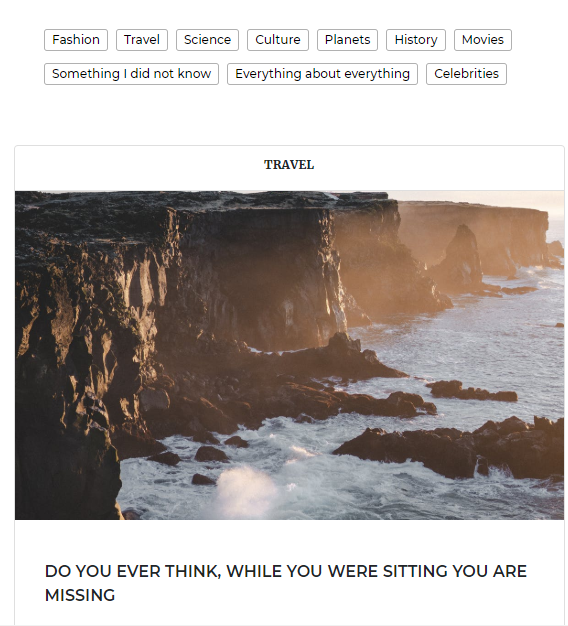 Fashion Travel Science Culture Planets History Movies
Something I did not know Everything about everything Celebrities
TRAVEL
DO YOU EVER THINK, WHILE YOU WERE SITTING YOU ARE
MISSING